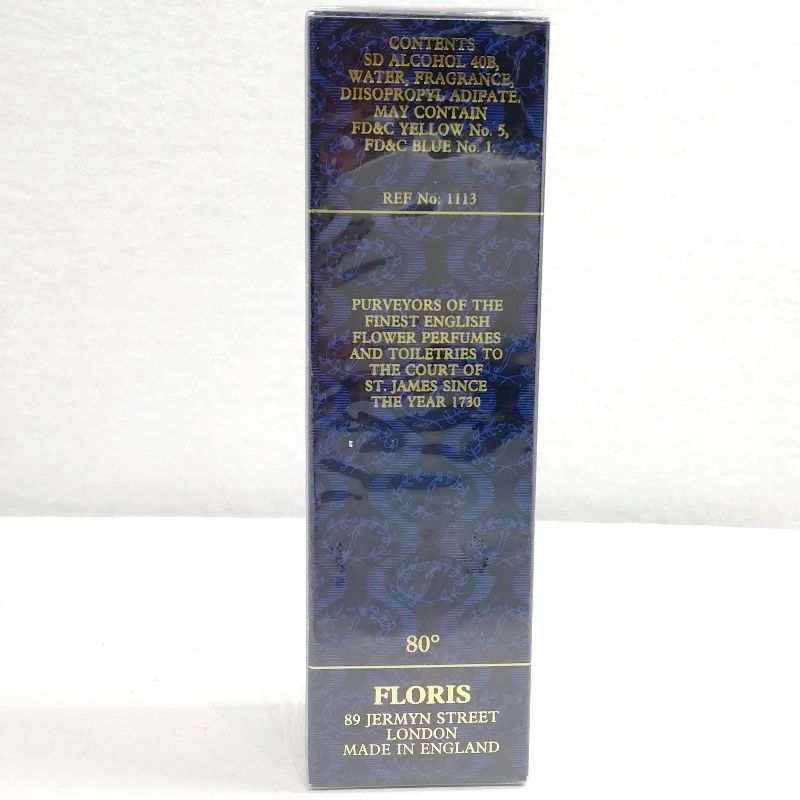 CONTENTS
SD ALCOHOL 40B,
WATER, FRAGRANCE,
DIISOPROPYL ADIPATE.
MAY CONTAIN
FD&C YELLOW No. 5,
FD&C BLUE No. 1.
REF No: 1113
PURVEYORS OF THE
FINEST ENGLISH
FLOWER PERFUMES
AND TOILETRIES TO
THE COURT OF
ST. JAMES SINCE
THE YEAR 1730
80°
FLORIS
89 JERMYN STREET
LONDON
MADE IN ENGLAND